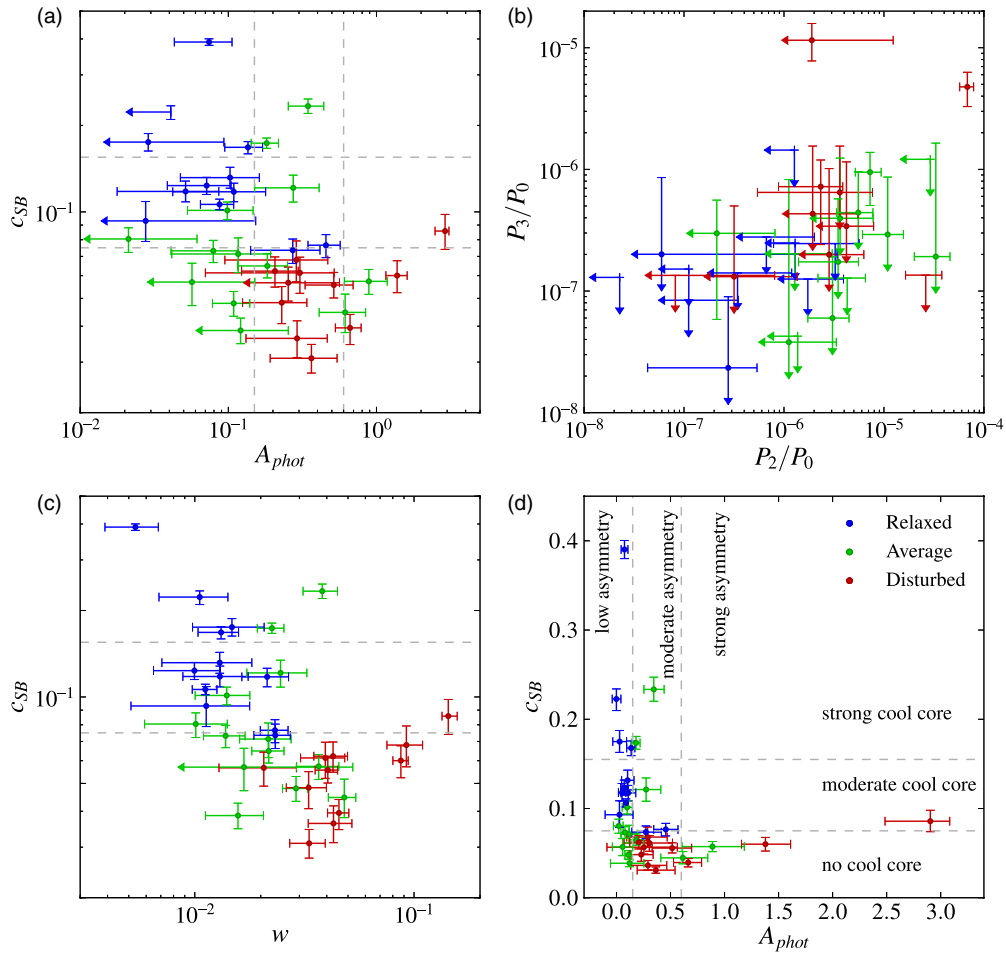 (a)
c_SB
10^-1
10^-2
10^-1
10^0
A_phot
(b)
P_3/P_0
10^-5
10^-6
10^-7
10^-8
10^-8
10^-7
10^-6
10^-5
10^-4
P_2/P_0
(c)
c_SB
10^-1
10^-2
10^-1
w
(d)
c_SB
0.4
0.3
0.2
0.1
0.0
low asymmetry
moderate asymmetry
strong asymmetry
Relaxed
Average
Disturbed
strong cool core
moderate cool core
no cool core
0.0 0.5 1.0 1.5 2.0 2.5 3.0
A_phot